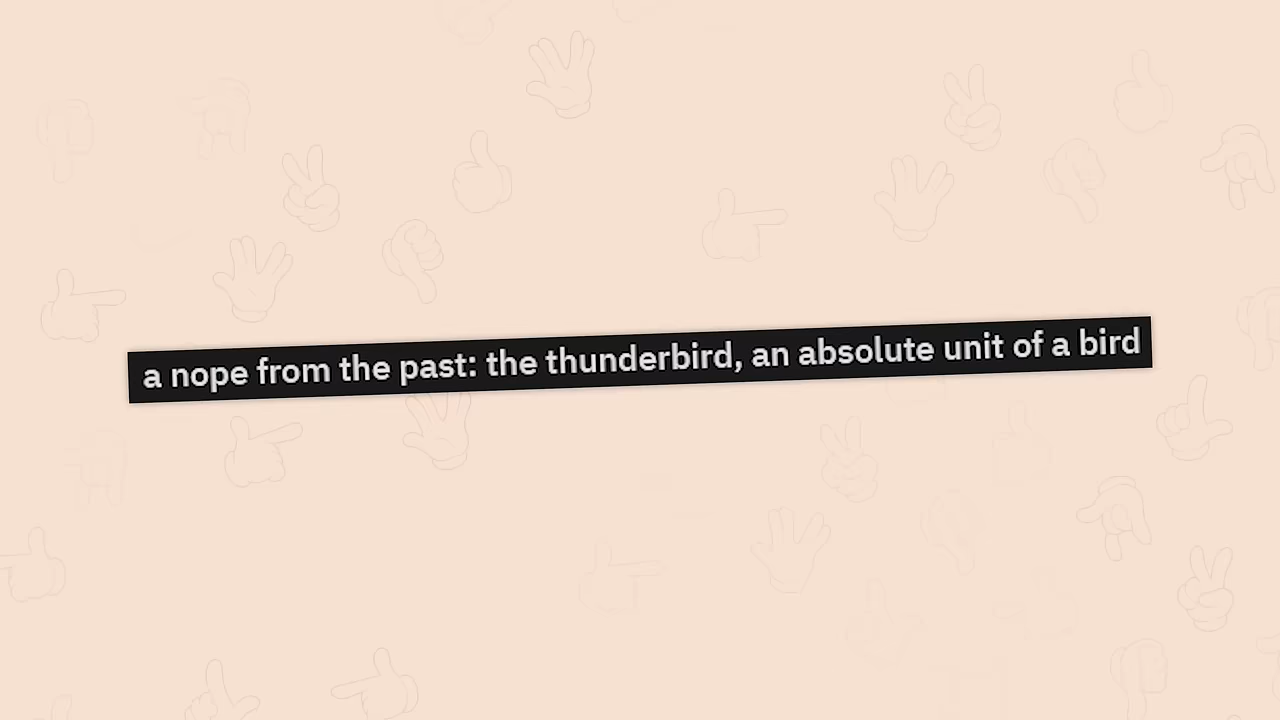 a nope from the past: the thunderbird, an absolute unit of a bird